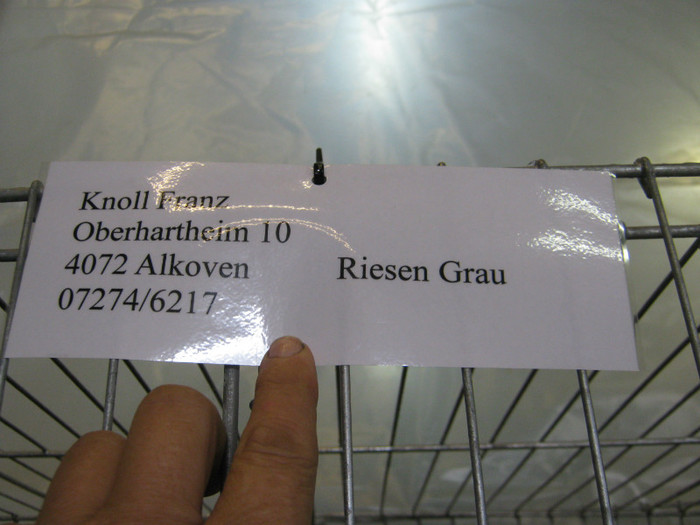 Knoll Franz
Oberhartheim 10
4072 Alkoven
07274/6217
Riesen Grau